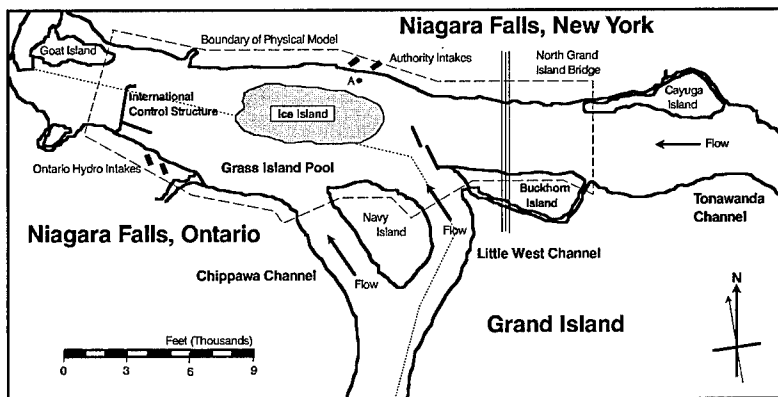 Niagara Falls, New York
Goat Island
Boundary of Physical Model
Authority Intakes
North Grand
Island Bridge
A
Cayuga
Island
International
Control Structure
Ice Island
Flow
Ontario Hydro Intakes
Grass Island Pool
Buckhorn
Island
Tonawanda
Channel
Navy
Island
Flow
Niagara Falls, Ontario
Little West Channel
Chippawa Channel
Flow
N
Grand Island
Feet (Thousands)
0 3 6 9